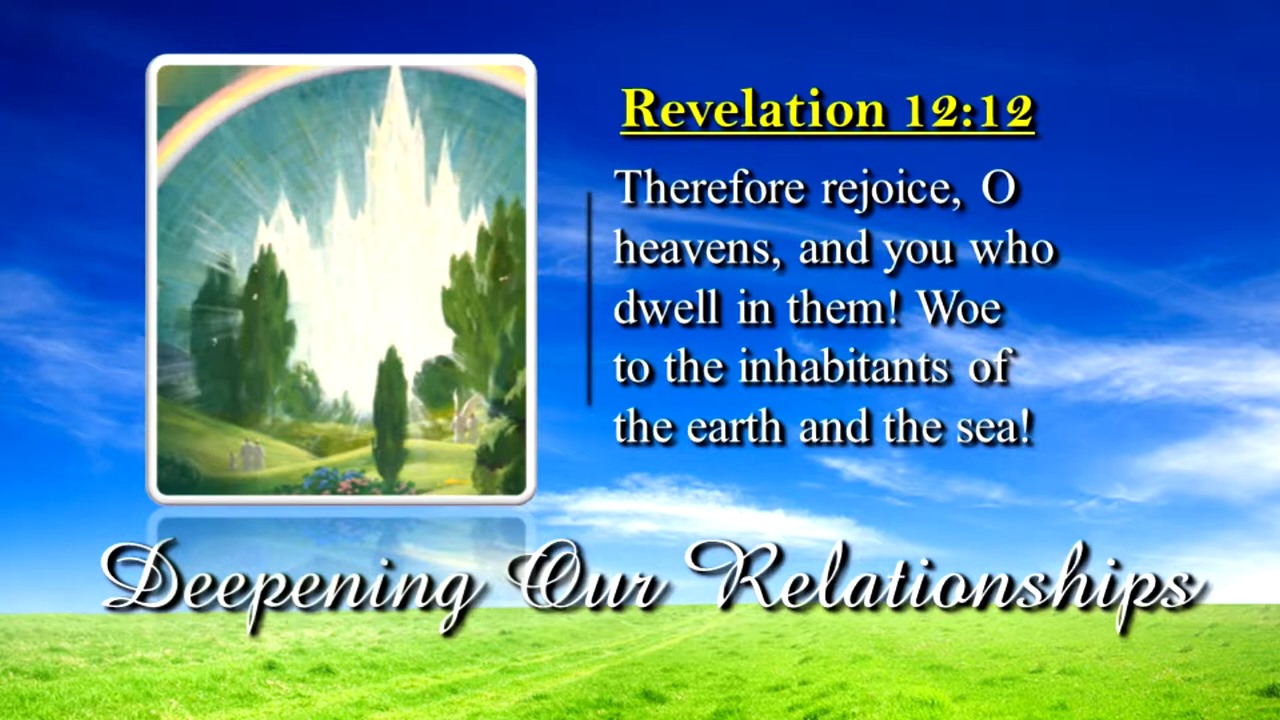 Revelation 12:12
Therefore rejoice, O
heavens, and you who
dwell in them! Woe
to the inhabitants of
the earth and the sea!
Deepening Our Relationships